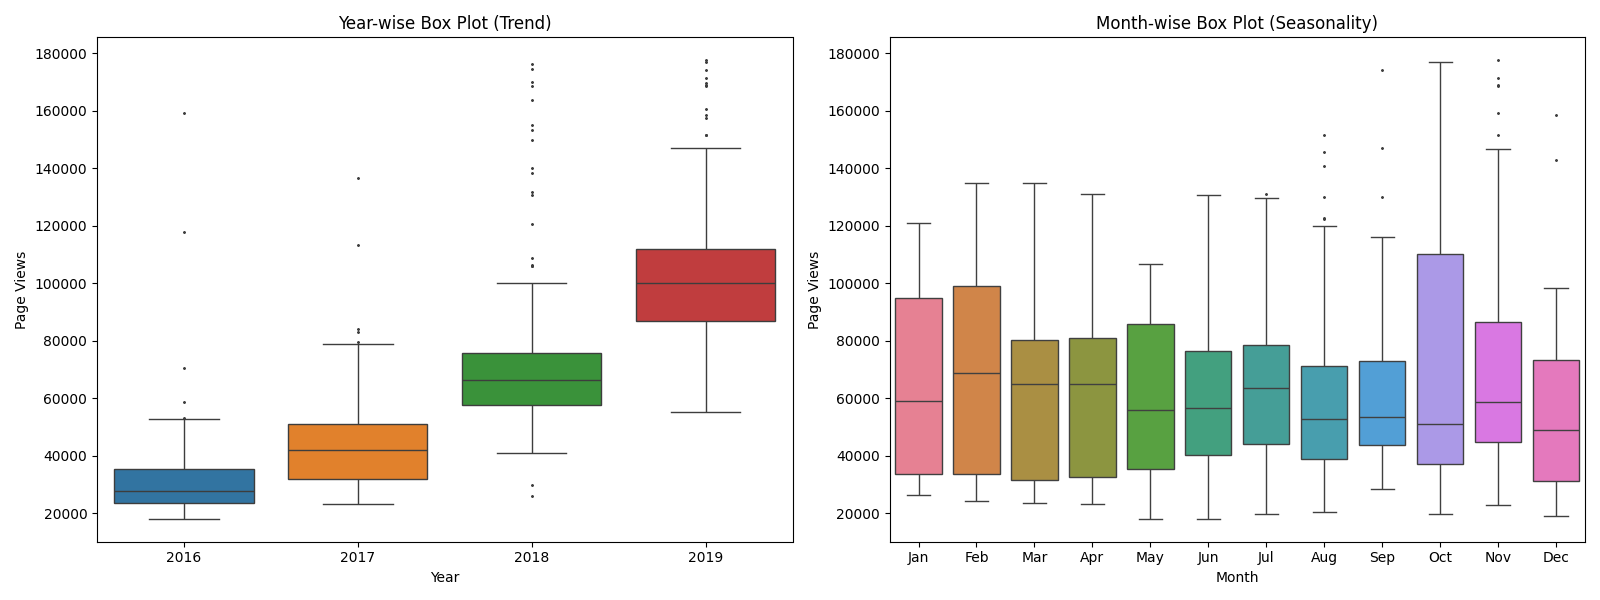 Year-wise Box Plot (Trend)
180000
160000
140000
120000
100000
80000
60000
40000
20000
Page Views
2016 2017 2018 2019
Year
Month-wise Box Plot (Seasonality)
180000
160000
140000
120000
100000
80000
60000
40000
20000
Page Views
Jan Feb Mar Apr May Jun Jul Aug Sep Oct Nov Dec
Month